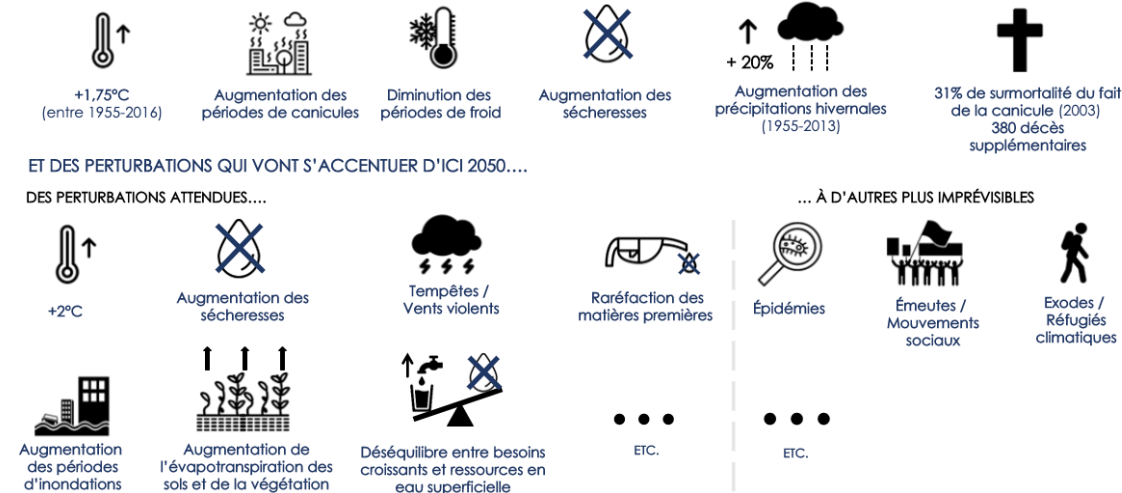 + 20%
+1,75°C
(entre 1955-2016)
Augmentation des
périodes de canicules
Diminution des
périodes de froid
Augmentation des
sécheresses
Augmentation des
précipitations hivernales
(1955-2013)
31% de surmortalité du fait
de la canicule (2003)
380 décès
supplémentaires
ET DES PERTURBATIONS QUI VONT S'ACCENTUER D'ICI 2050....
DES PERTURBATIONS ATTENDUES....
... À D'AUTRES PLUS IMPRÉVISIBLES
+2°C
Augmentation des
sécheresses
Tempêtes /
Vents violents
Raréfaction des
matières premières
Épidémies
Émeutes /
Mouvements
sociaux
Exodes /
Réfugiés
climatiques
Augmentation
des périodes
d'inondations
Augmentation de
l'évapotranspiration des
sols et de la végétation
Déséquilibre entre besoins
croissants et ressources en
eau superficielle
ETC.
ETC.